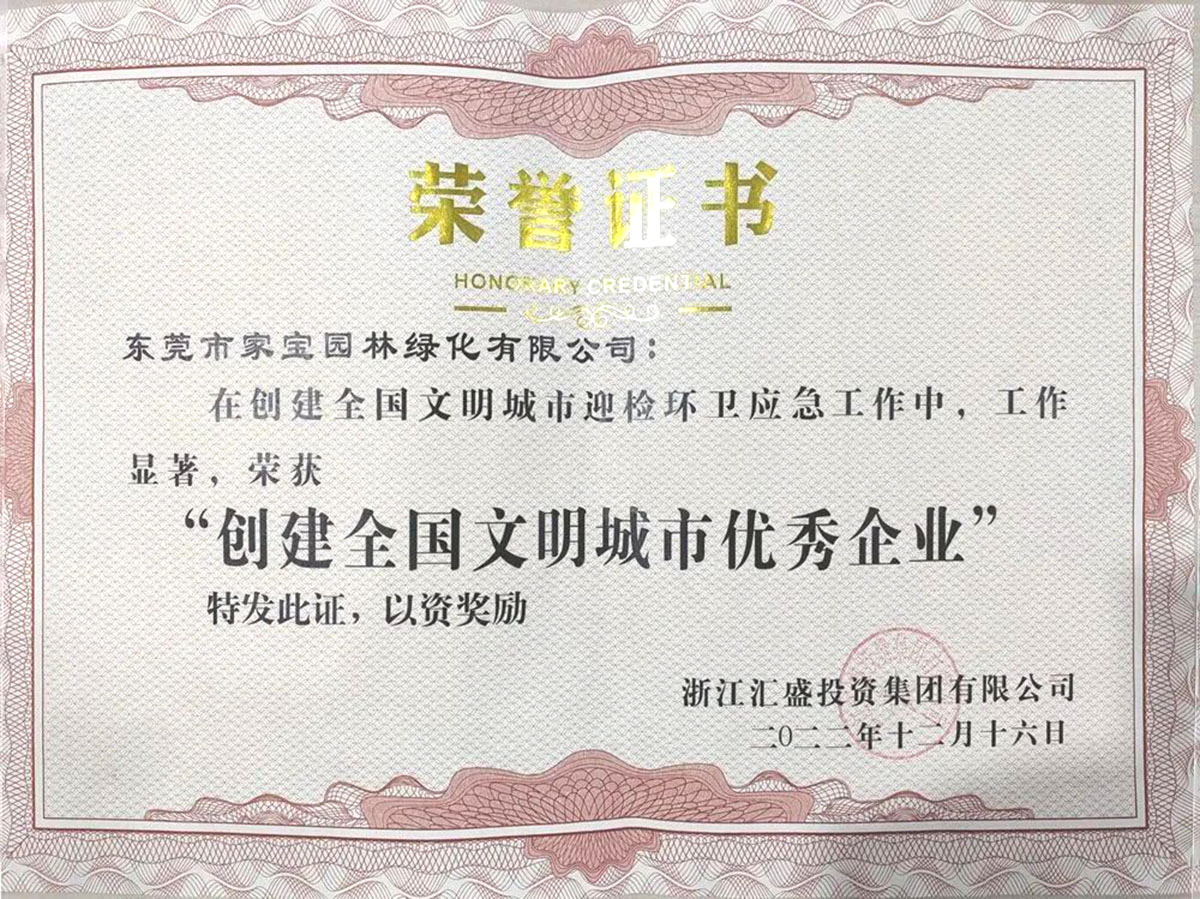 荣誉证书
HONORARY CREDENTIAL
东莞市家宝园林绿化有限公司：
在创建全国文明城市迎检环卫应急工作中，工作
显著，荣获
“创建全国文明城市优秀企业”
特发此证，以资奖励
浙江汇盛投资集团有限公司
二〇二二年十二月十六日